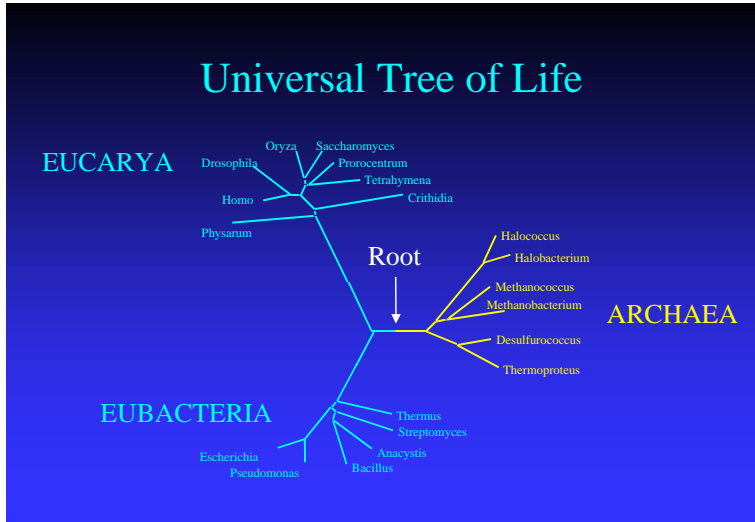 Universal Tree of Life
EUCARYA
Oryza
Saccharomyces
Drosophila
Prorocentrum
Tetrahymena
Homo
Crithidia
Physarum
Root
Halococcus
Halobacterium
Methanococcus
Methanobacterium
ARCHAEA
Desulfurococcus
Thermoproteus
EUBACTERIA
Thermus
Streptomyces
Escherichia
Anacystis
Pseudomonas
Bacillus